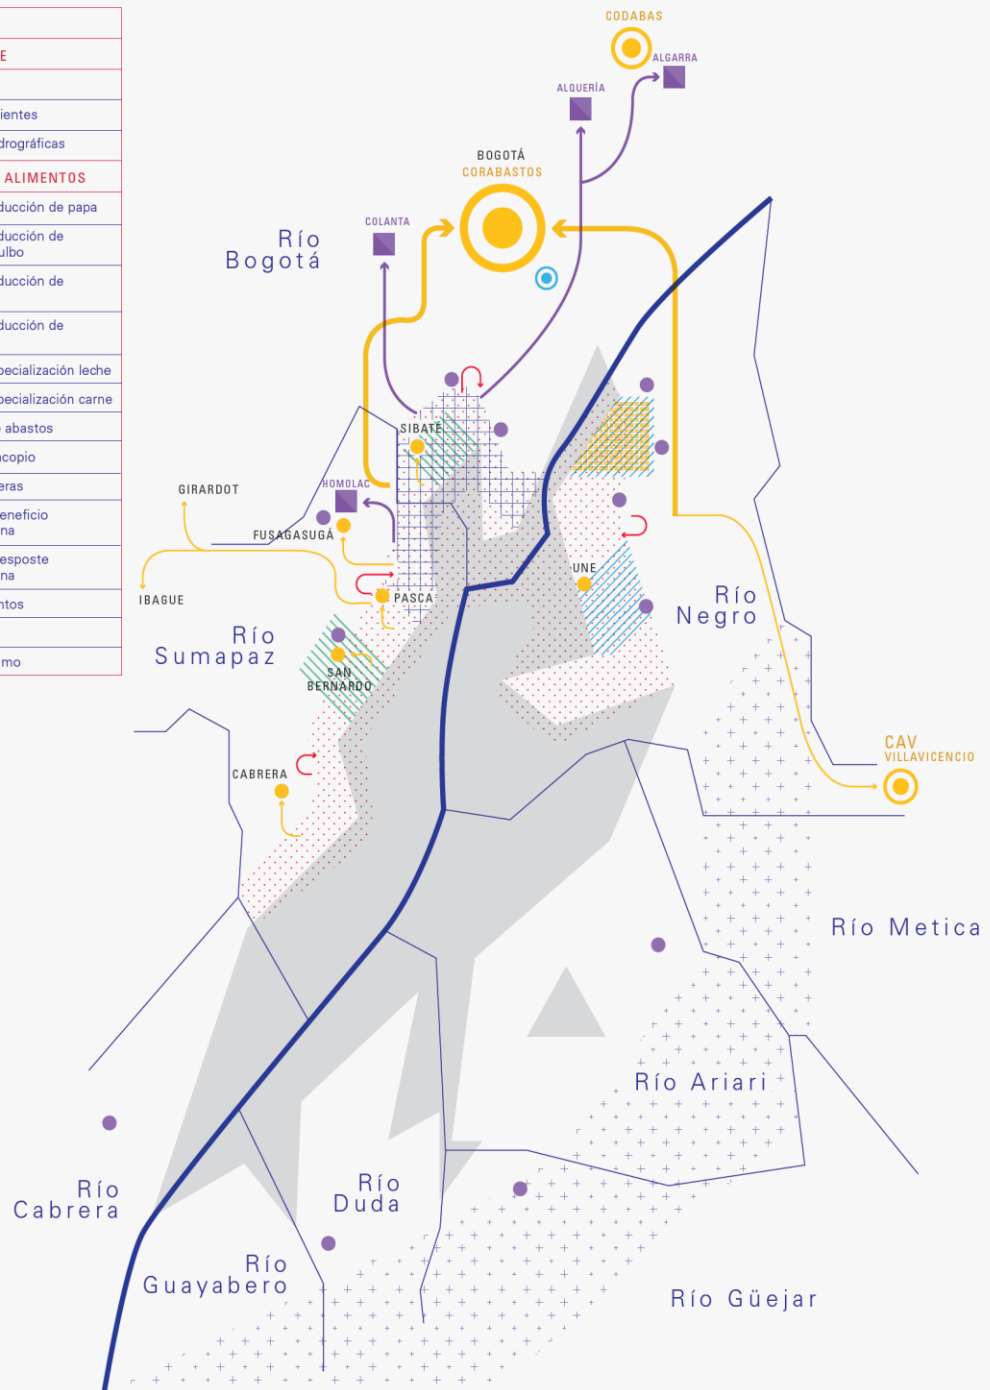 E
ientes
drográficas
ALIMENTOS
ducción de papa
ducción de
ulbo
ducción de
ducción de
pecialización leche
pecialización carne
abastos
copio
eras
eneficio
na
esposte
na
ntos
mo
CODABAS
ALGARRA
ALQUERÍA
BOGOTÁ
CORABASTOS
COLANTA
Río
Bogotá
SIBATÉ
HOMOLAC
GIRARDOT
FUSAGASUGÁ
IBAGUE
PASCA
UNE
Río
Negro
Río
Sumapaz
SAN
BERNARDO
CABRERA
CAV
VILLAVICENCIO
Río Metica
Río Ariari
Río
Cabrera
Río
Duda
Río
Guayabero
Río Güejar